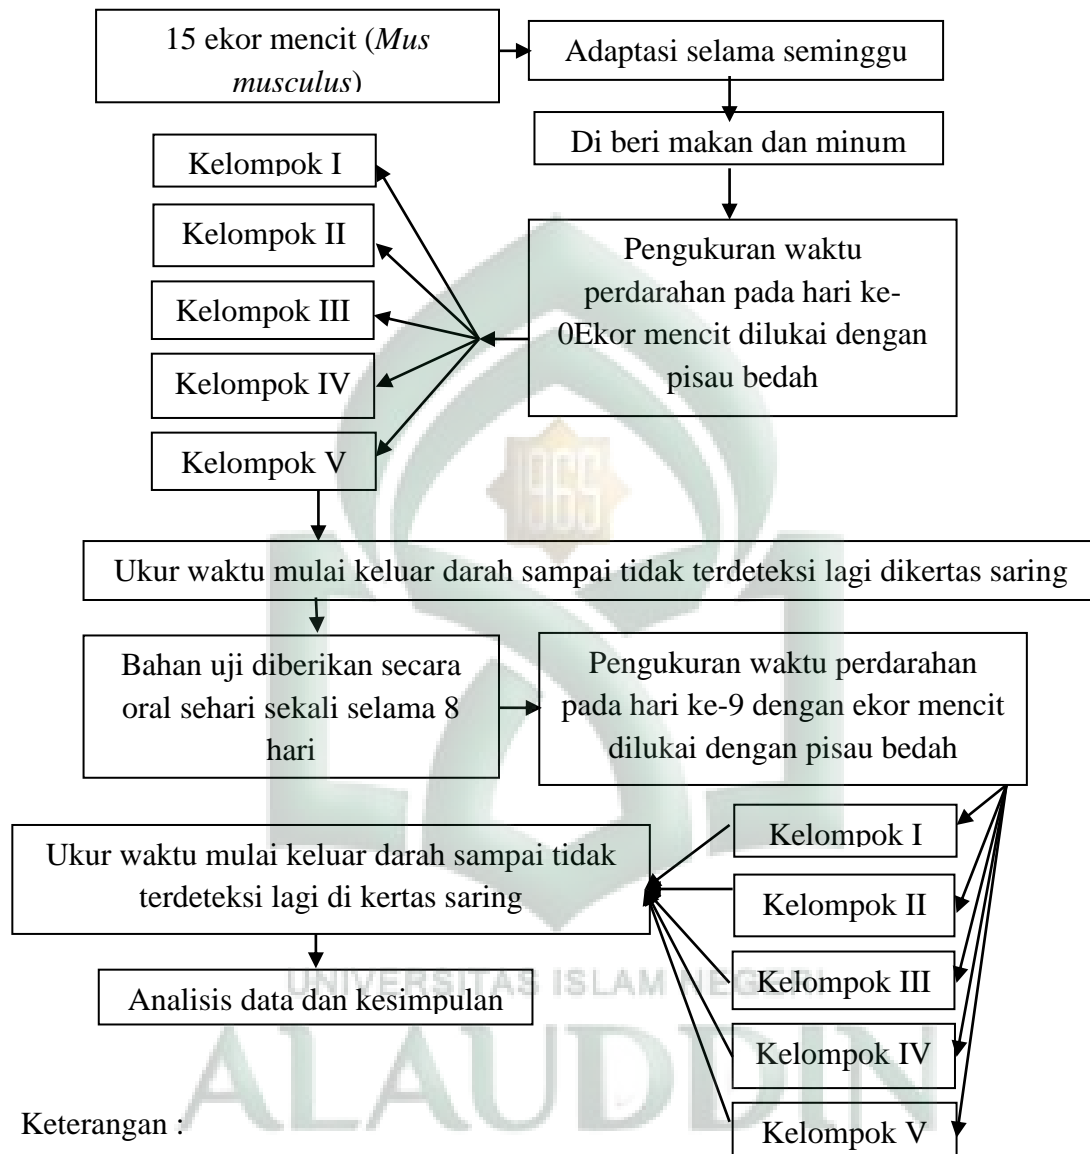 15 ekor mencit (Mus
musculus)
Adaptasi selama seminggu
Di beri makan dan minum
Pengukuran waktu
perdarahan pada hari ke-
0Ekor mencit dilukai dengan
pisau bedah
Kelompok I
Kelompok II
Kelompok III
Kelompok IV
Kelompok V
1965
Ukur waktu mulai keluar darah sampai tidak terdeteksi lagi dikertas saring
Bahan uji diberikan secara
oral sehari sekali selama 8
hari
Pengukuran waktu perdarahan
pada hari ke-9 dengan ekor mencit
dilukai dengan pisau bedah
Kelompok I
Kelompok II
Kelompok III
Kelompok IV
Kelompok V
Ukur waktu mulai keluar darah sampai tidak
terdeteksi lagi di kertas saring
Analisis data dan kesimpulan
UNIVERSITAS ISLAM NEGERI
ALAUDDIN
Keterangan :